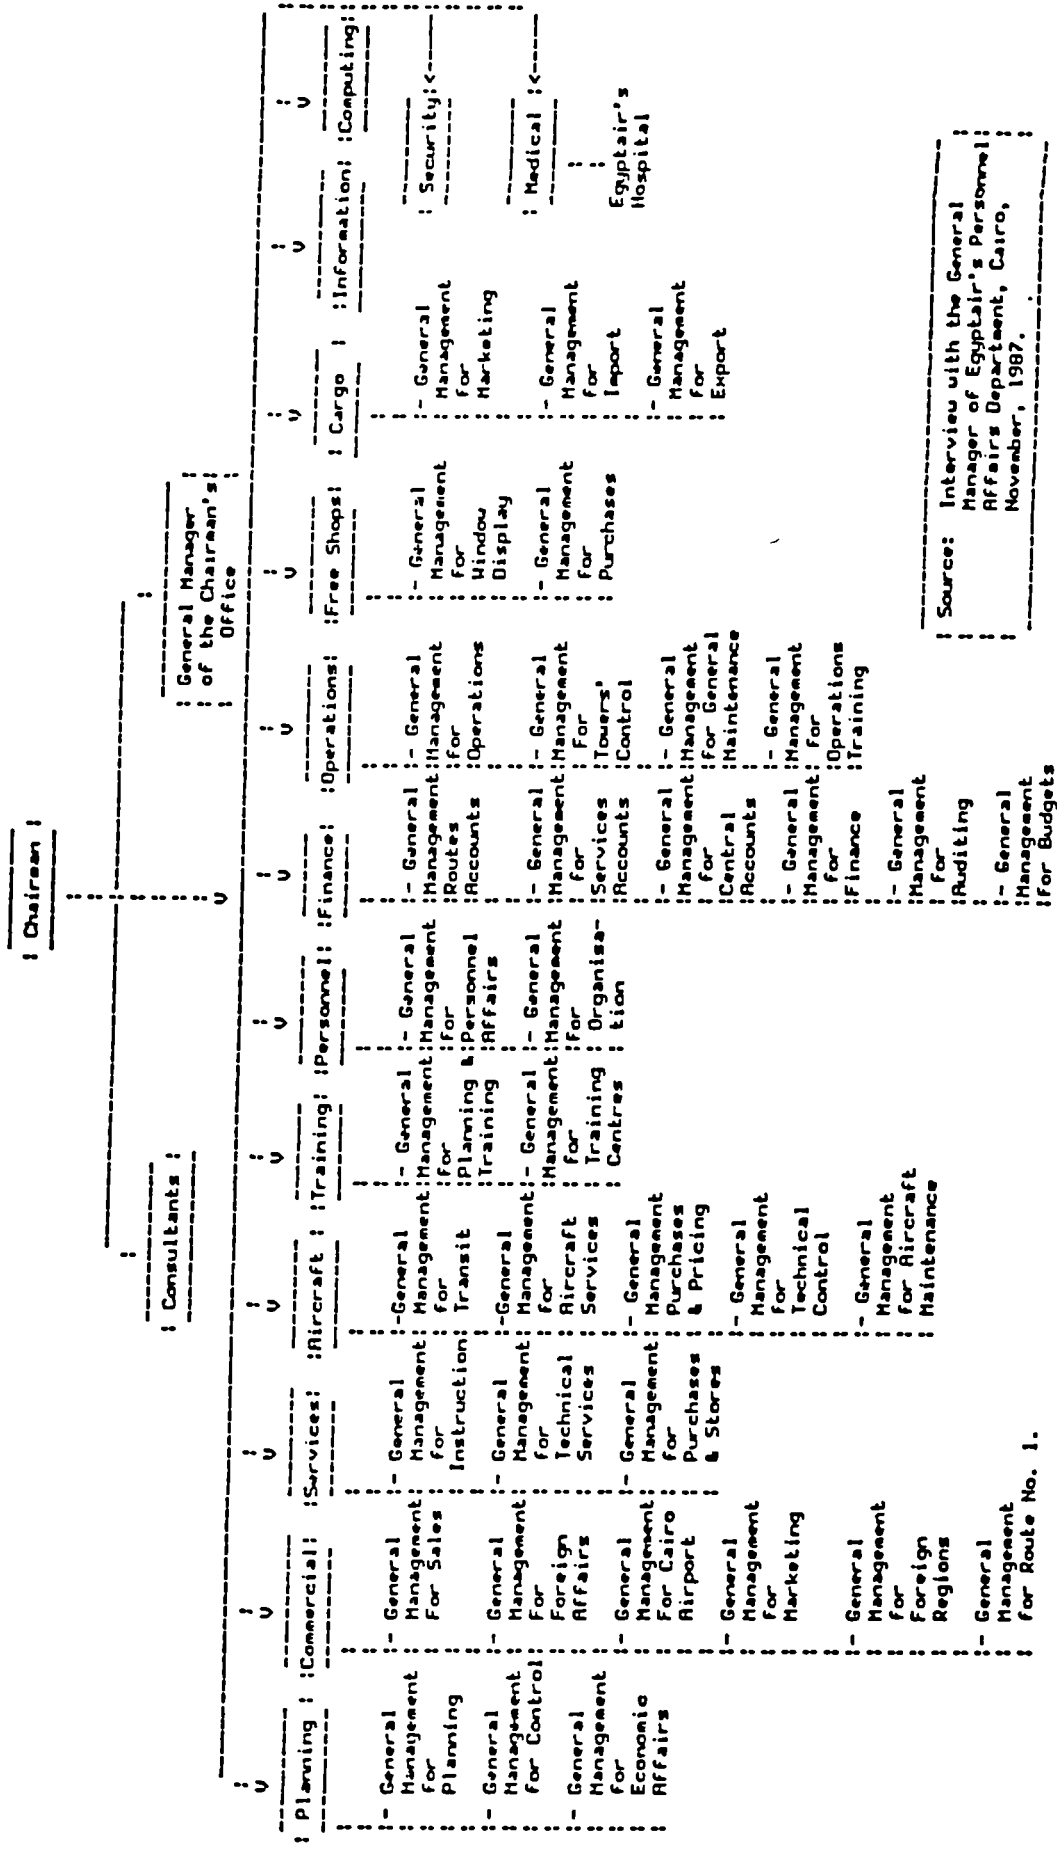 Chairman
Consultants
General Manager
of the Chairman's
Office
Planning
Commercial
Services
Aircraft
Training
Personnel
Finance
Operations
Free Shops
Cargo
Information
Computing
- General
Management
for
Planning
- General
Management
for Control
- General
Management
for
Economic
Affairs
- General
Management
for Sales
- General
Management
for
Foreign
Affairs
- General
Management
for Cairo
Airport
- General
Management
for
Marketing
- General
Management
for
Foreign
Regions
- General
Management
for Route No. 1.
- General
Management
for
Instruction
- General
Management
for
Technical
Services
- General
Management
for
Purchases
& Stores
-General
Management
for
Transit
-General
Management
for
Aircraft
Services
- General
Management
Purchases
& Pricing
- General
Management
for
Technical
Control
- General
Management
for Aircraft
Maintenance
- General
Management
for
Planning &
Training
- General
Management
for
Training
Centres
- General
Management
for
Personnel
Affairs
- General
Management
for
Organisa-
tion
- General
Management
Routes
Accounts
- General
Management
for
Services
Accounts
- General
Management
for
Central
Accounts
- General
Management
for
Finance
- General
Management
for
Auditing
- General
Management
for Budgets
- General
Management
for
Operations
- General
Management
For
Towers'
Control
- General
Management
for General
Maintenance
- General
Management
for
Operations
Training
- General
Management
for
Window
Display
- General
Management
for
Purchases
- General
Management
for
Marketing
- General
Management
for
Import
- General
Management
for
Export
Security
Medical
Egyptair's
Hospital
Source: Interview with the General
Manager of Egyptair's Personnel
Affairs Department, Cairo,
November, 1987.